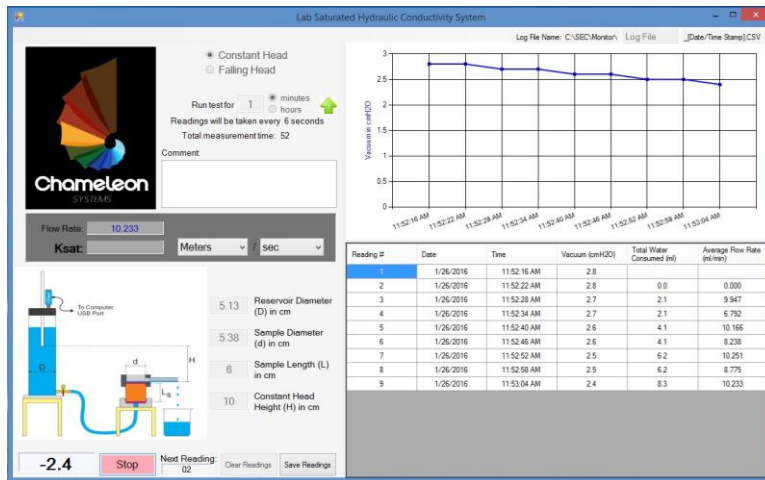 Lab Saturated Hydraulic Conductivity System
Log File Name: C:\SEC\Monitor\ Log File _[Date/Time Stamp].CSV
Chameleon
SYSTEMS
Constant Head
Falling Head
Run test for 1 minutes
hours
Readings will be taken every 6 seconds
Total measurement time: 52
Comment:
Flow Rate: 10.233
Ksat: Meters / sec
To Computer
USB Port
D
d
H
Ls
5.13 Reservoir Diameter
(D) in cm
5.38 Sample Diameter
(d) in cm
6 Sample Length (L)
in cm
10 Constant Head
Height (H) in cm
-2.4 Stop Next Reading:
02 Clear Readings Save Readings
Vacuum in cmH2O
3
2.5
2
1.5
1
0.5
0
11:52:16 AM 11:52:22 AM 11:52:28 AM 11:52:34 AM 11:52:40 AM 11:52:46 AM 11:52:52 AM 11:52:58 AM 11:53:04 AM
Reading # Date Time Vacuum (cmH2O) Total Water Consumed (ml) Average Flow Rate (ml/min)
1 1/26/2016 11:52:16 AM 2.8
2 1/26/2016 11:52:22 AM 2.8 0.0 0.000
3 1/26/2016 11:52:28 AM 2.7 2.1 9.947
4 1/26/2016 11:52:34 AM 2.7 2.1 6.792
5 1/26/2016 11:52:40 AM 2.6 4.1 10.166
6 1/26/2016 11:52:46 AM 2.6 4.1 8.238
7 1/26/2016 11:52:52 AM 2.5 6.2 10.251
8 1/26/2016 11:52:58 AM 2.5 6.2 8.775
9 1/26/2016 11:53:04 AM 2.4 8.3 10.233